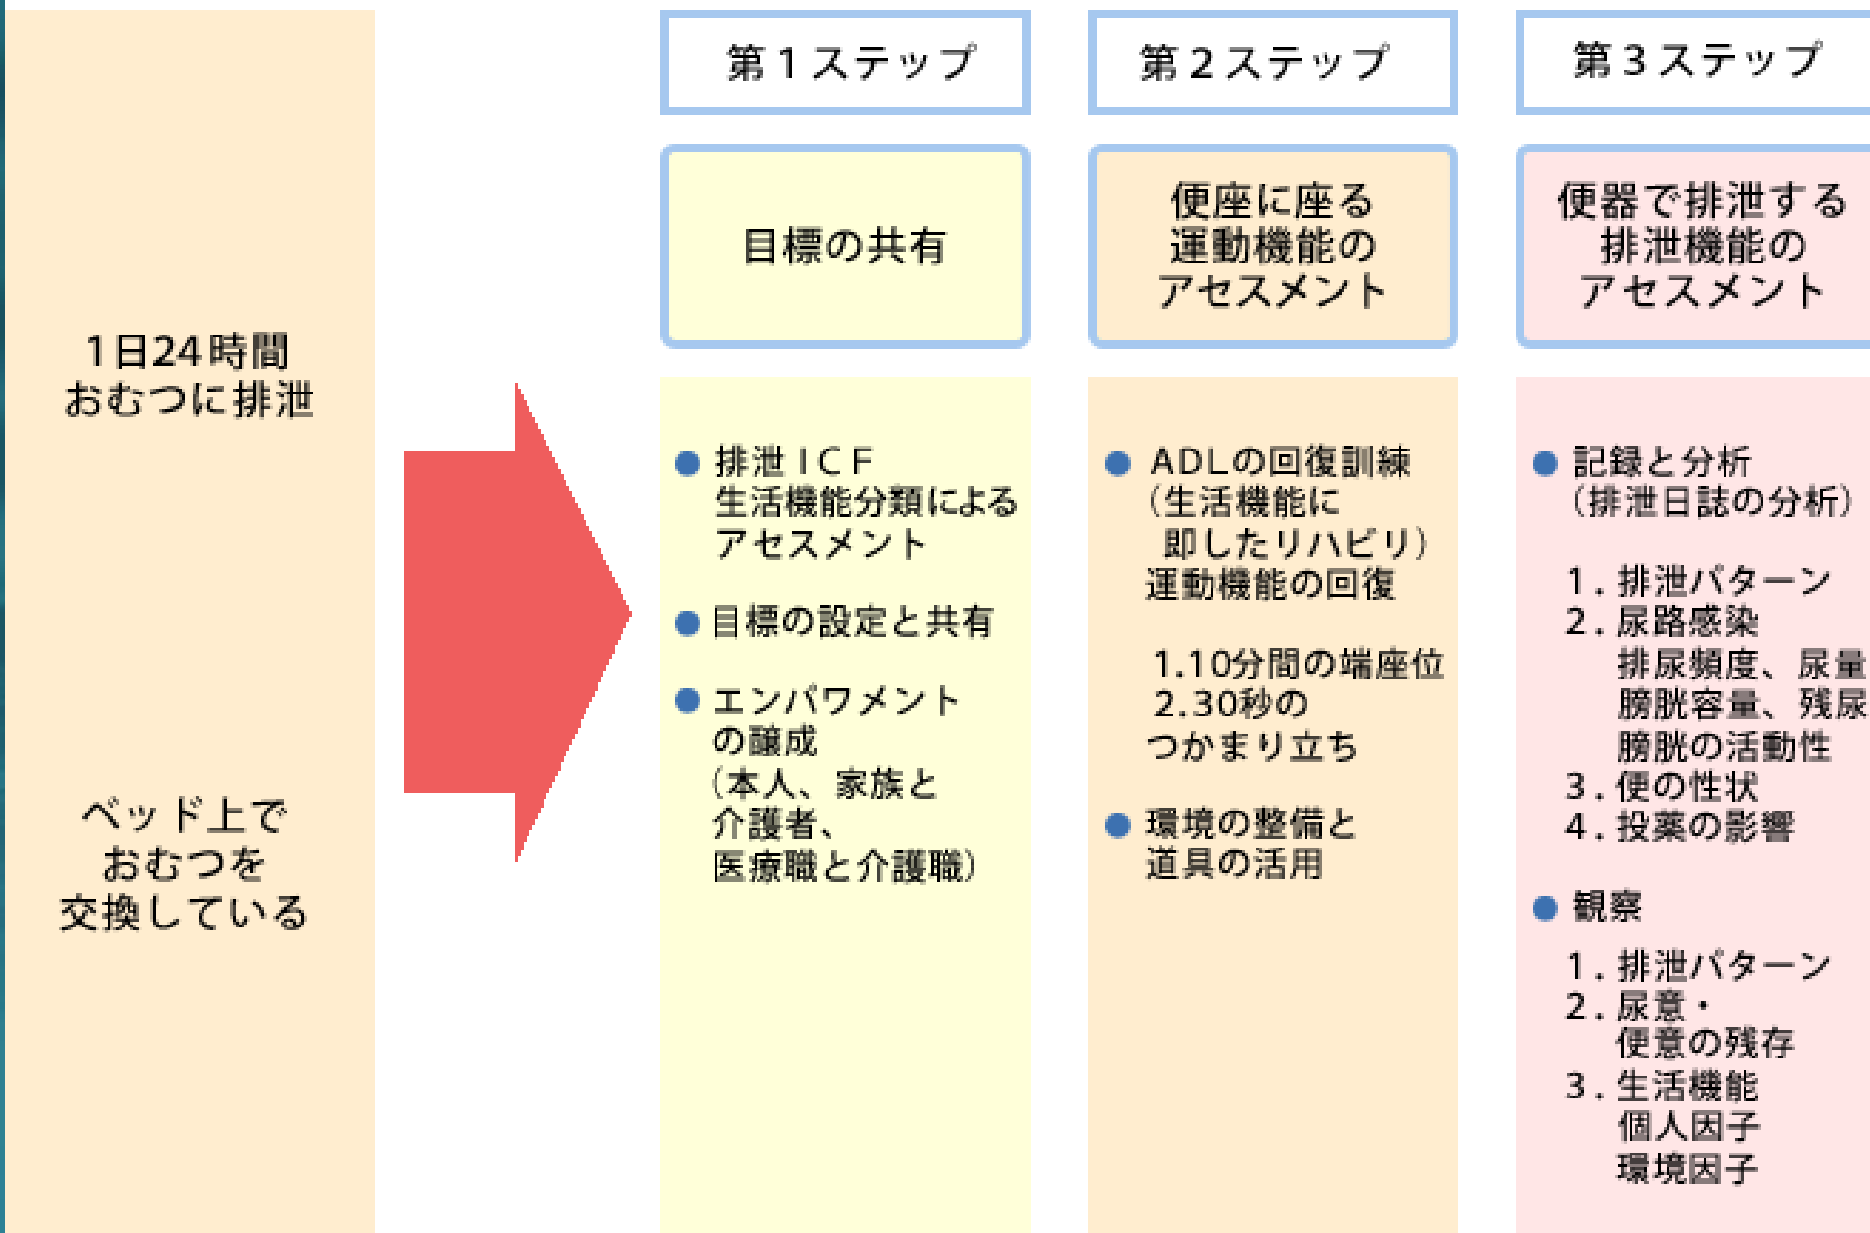 1日24時間
おむつに排泄
ベッド上で
おむつを
交換している
第1ステップ
目標の共有
●排泄ICF
生活機能分類による
アセスメント
●目標の設定と共有
●エンパワメント
の醸成
（本人、家族と
介護者、
医療職と介護職）
第2ステップ
便座に座る
運動機能の
アセスメント
●ADLの回復訓練
（生活機能に
即したリハビリ）
運動機能の回復
1.10分間の端座位
2.30秒の
つかまり立ち
●環境の整備と
道具の活用
第3ステップ
便器で排泄する
排泄機能の
アセスメント
●記録と分析
（排泄日誌の分析）
1. 排泄パターン
2. 尿路感染
排尿頻度、尿量
膀胱容量、残尿
膀胱の活動性
3. 便の性状
4. 投薬の影響
●観察
1. 排泄パターン
2. 尿意・
便意の残存
3. 生活機能
個人因子
環境因子